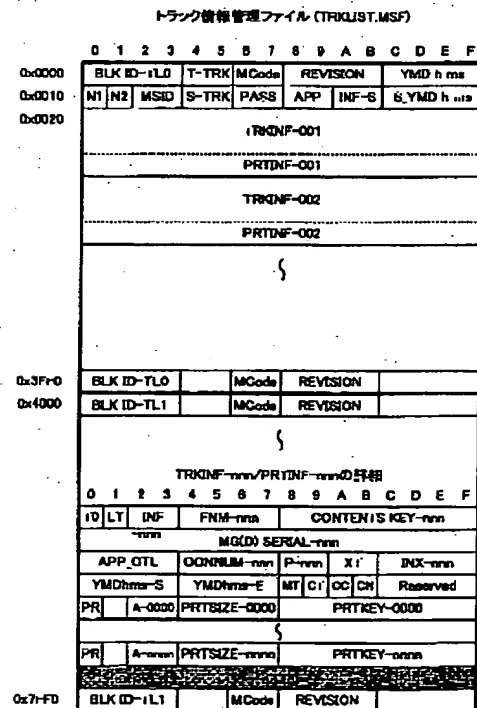 トラック情報管理ファイル (TRKLIST.MSF)
0 1 2 3 4 5 6 7 8 9 A B C D E F
0x0000 BLK ID-TL0 T-TRK MCode REVISION YMD h ms
0x0010 N1 N2 MSID S-TRK PASS APP INF-S S_YMD h ms
0x0020
TRKINF-001
PRTINF-001
TRKINF-002
PRTINF-002
0x3FF0 BLK ID-TL0 MCode REVISION
0x4000 BLK ID-TL1 MCode REVISION
TRKINF-nnn/PRTINF-nnnの詳細
0 1 2 3 4 5 6 7 8 9 A B C D E F
T0 LT INF FNM-nnn CONTENTS KEY-nnn
MG(D) SERIAL-nnn
APP_CTL CONNUM-nnn P-nnn XT INX-nnn
YMDhms-S YMDhms-E MT CT CC CN Reserved
PR A-0000 PRTSIZE-0000 PRTKEY-0000
PR A-nnnn PRTSIZE-nnnn PRTKEY-nnnn
0x7FF0 BLK ID-TL1 MCode REVISION